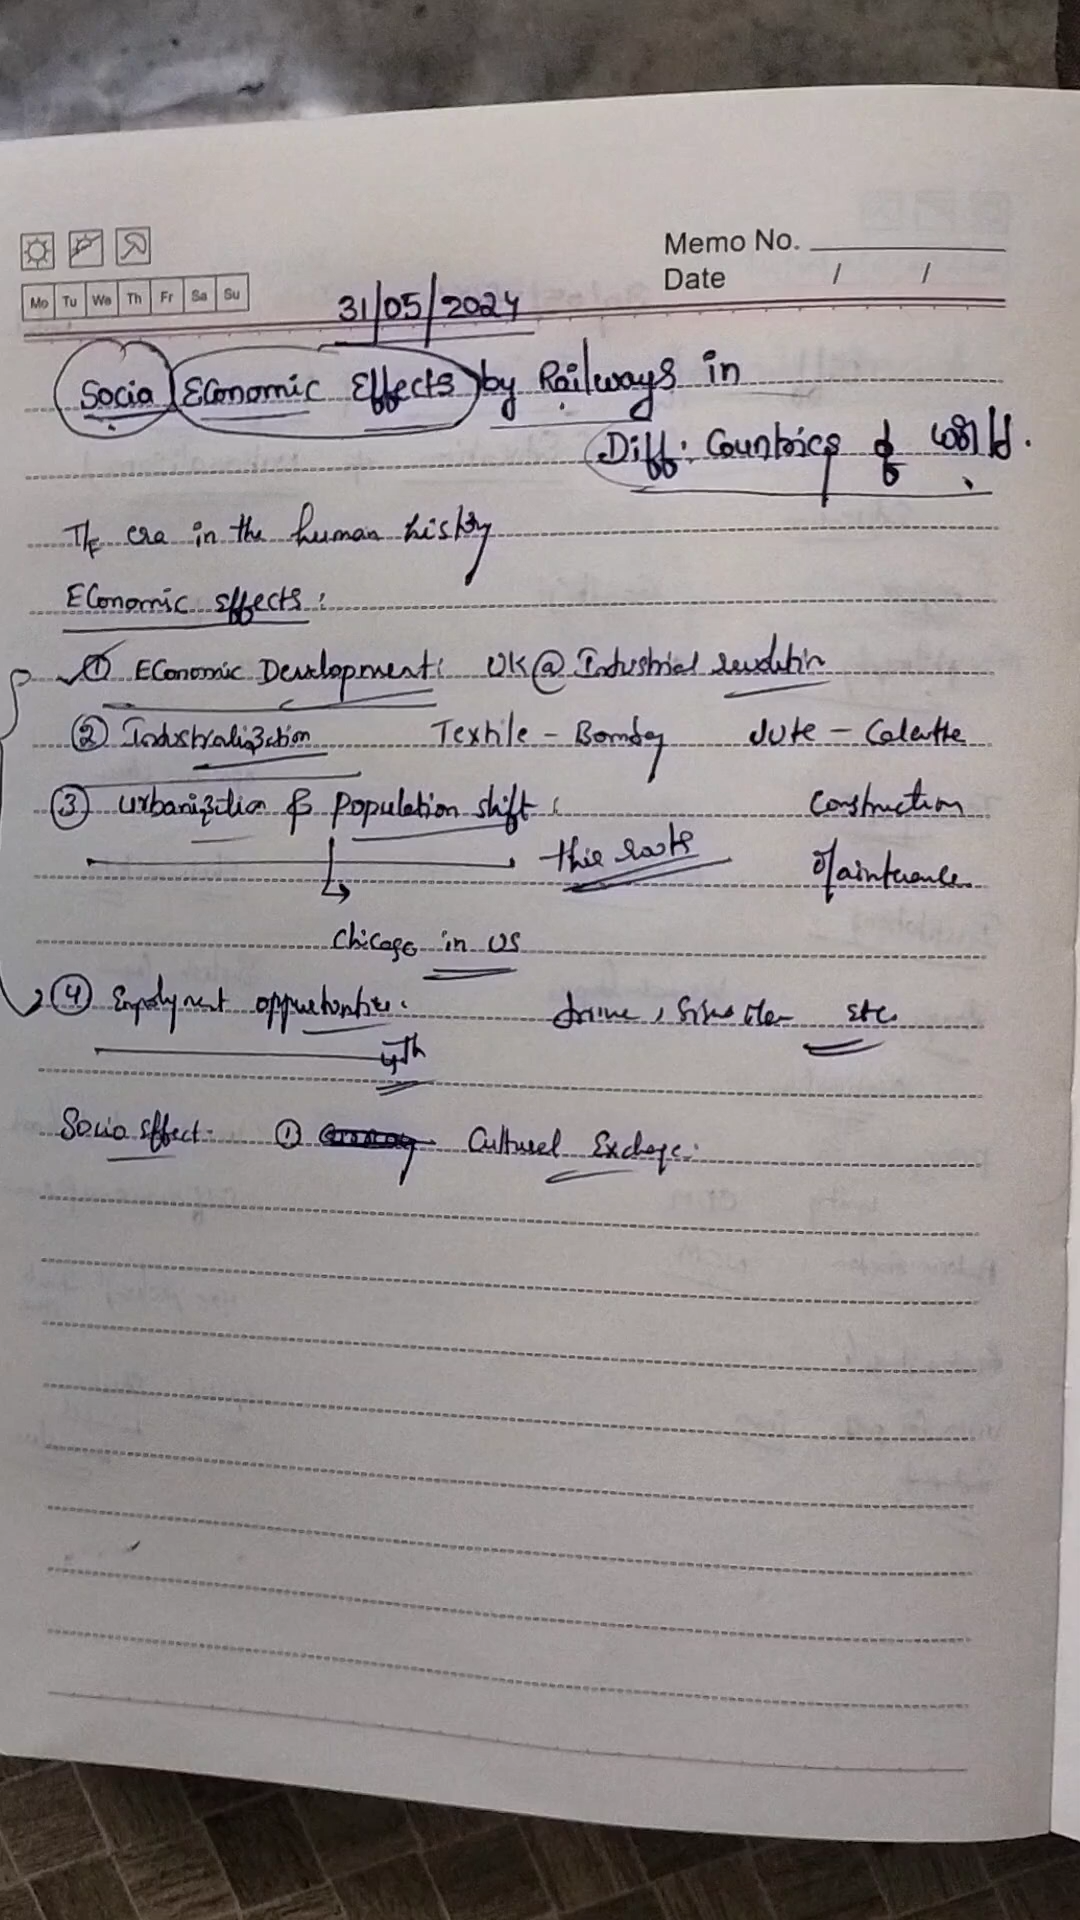 Memo No.
Date / /
Mo Tu We Th Fr Sa Su
31/05/2024
Socio Economic Effects by Railways in
Diff. Countries of world.
The era in the human history
Economic effects:
① Economic Development: UK @ Industrial revolution
② Industralization Textile - Bombay Jute - Calcutta
③ Urbanization & population shift: Construction
Maintenance
Chicago in US
④ Employment opportunities: etc
4th
Socio effect. ① Cultural Exchange.